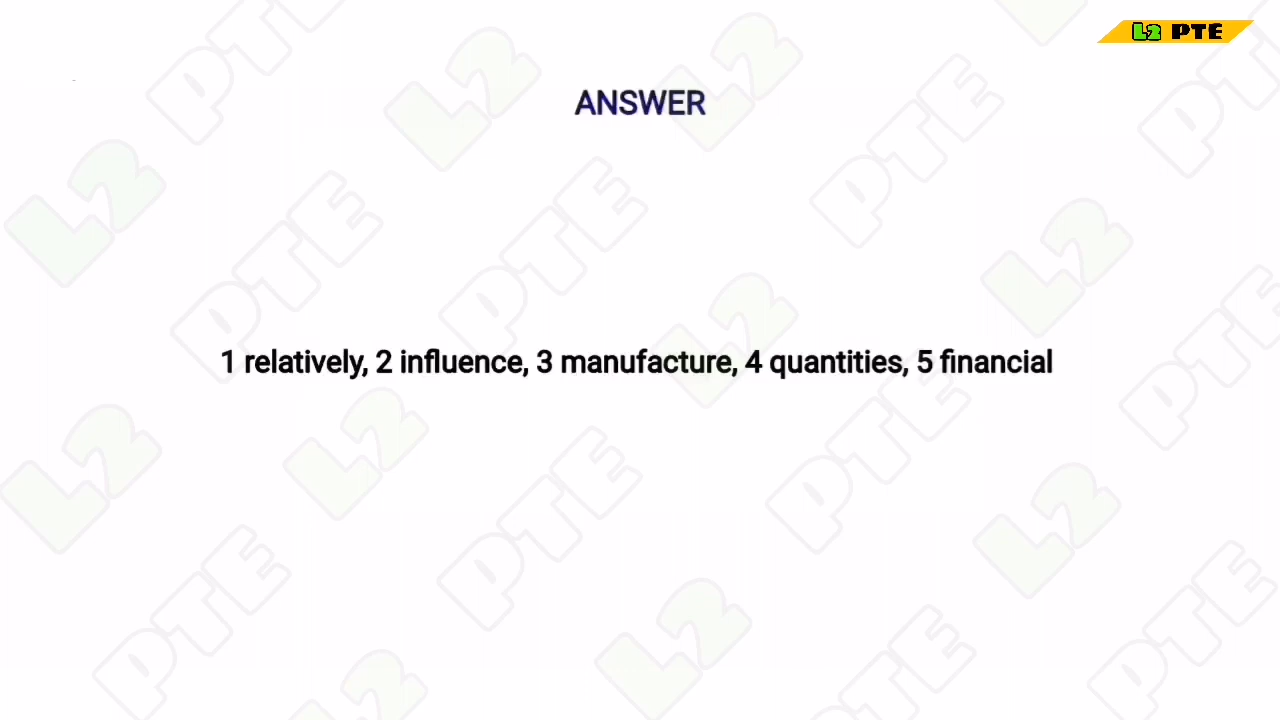 L2 PTE
ANSWER
1 relatively, 2 influence, 3 manufacture, 4 quantities, 5 financial